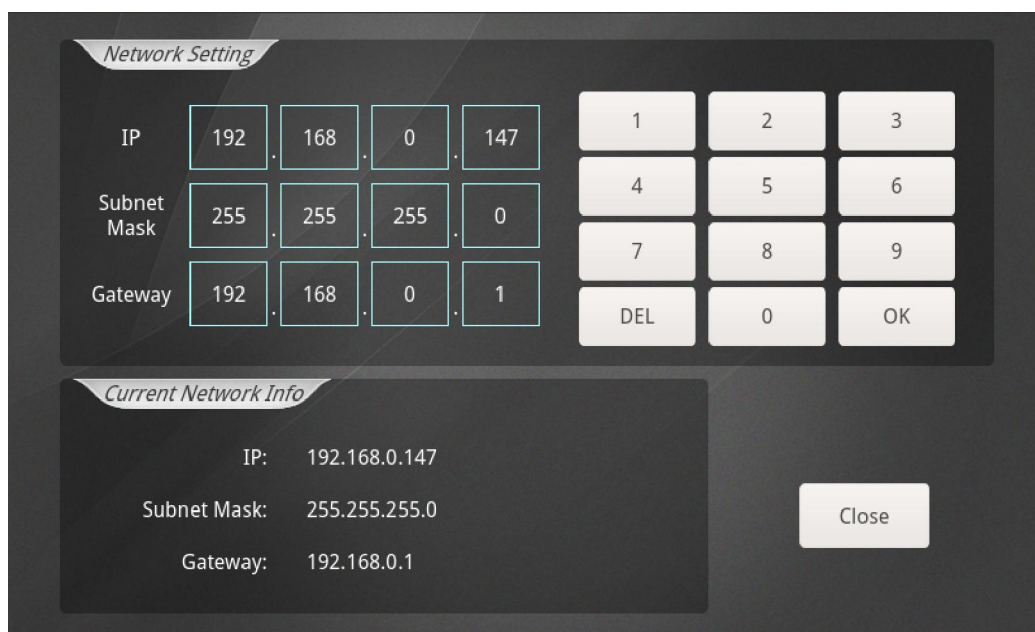 Network Setting
IP 192 . 168 . 0 . 147
Subnet Mask 255 . 255 . 255 . 0
Gateway 192 . 168 . 0 . 1
1 2 3
4 5 6
7 8 9
DEL 0 OK
Current Network Info
IP: 192.168.0.147
Subnet Mask: 255.255.255.0
Gateway: 192.168.0.1
Close